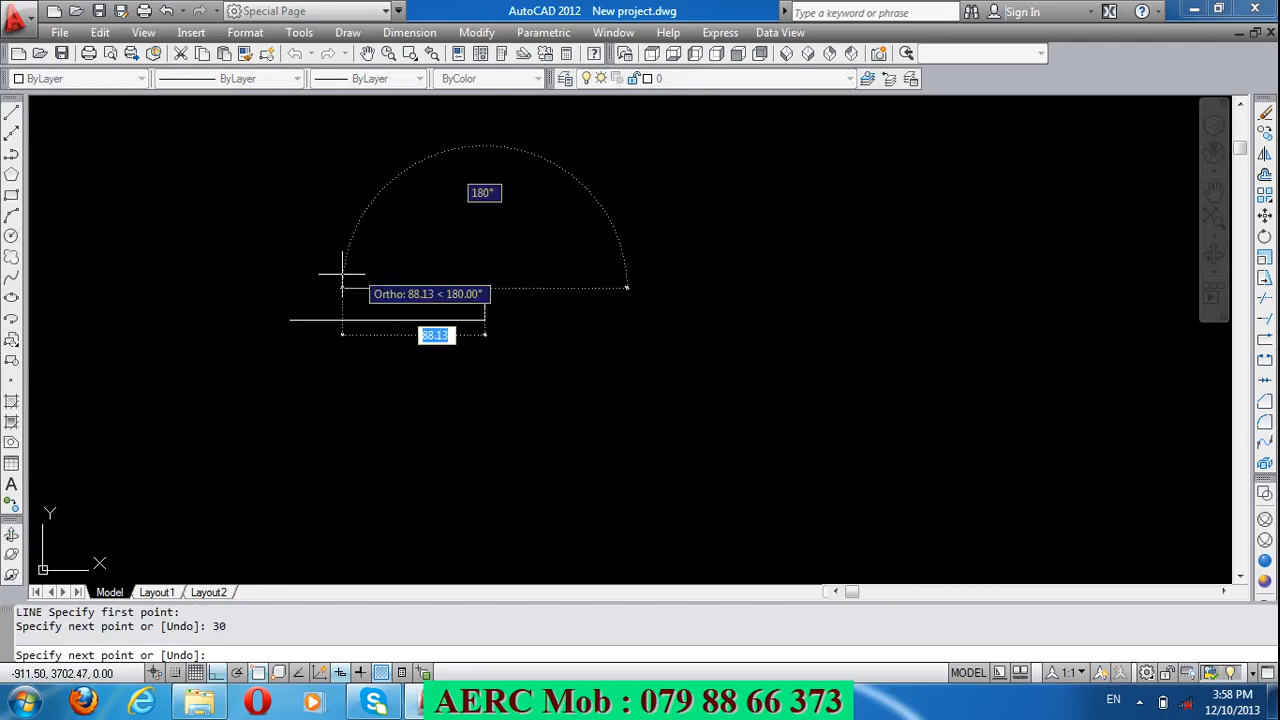 Special Page
AutoCAD 2012 New project.dwg
Type a keyword or phrase
Sign In
File Edit View Insert Format Tools Draw Dimension Modify Parametric Window Help Express Data View
ByLayer ByLayer ByLayer ByColor 0
180°
Ortho: 88.13 < 180.00°
88.13
Y
X
Model Layout1 Layout2
LINE Specify first point:
Specify next point or [Undo]: 30
Specify next point or [Undo]:
-911.50, 3702.47, 0.00 MODEL 1:1
EN 3:58 PM
12/10/2013
AERC Mob : 079 88 66 373